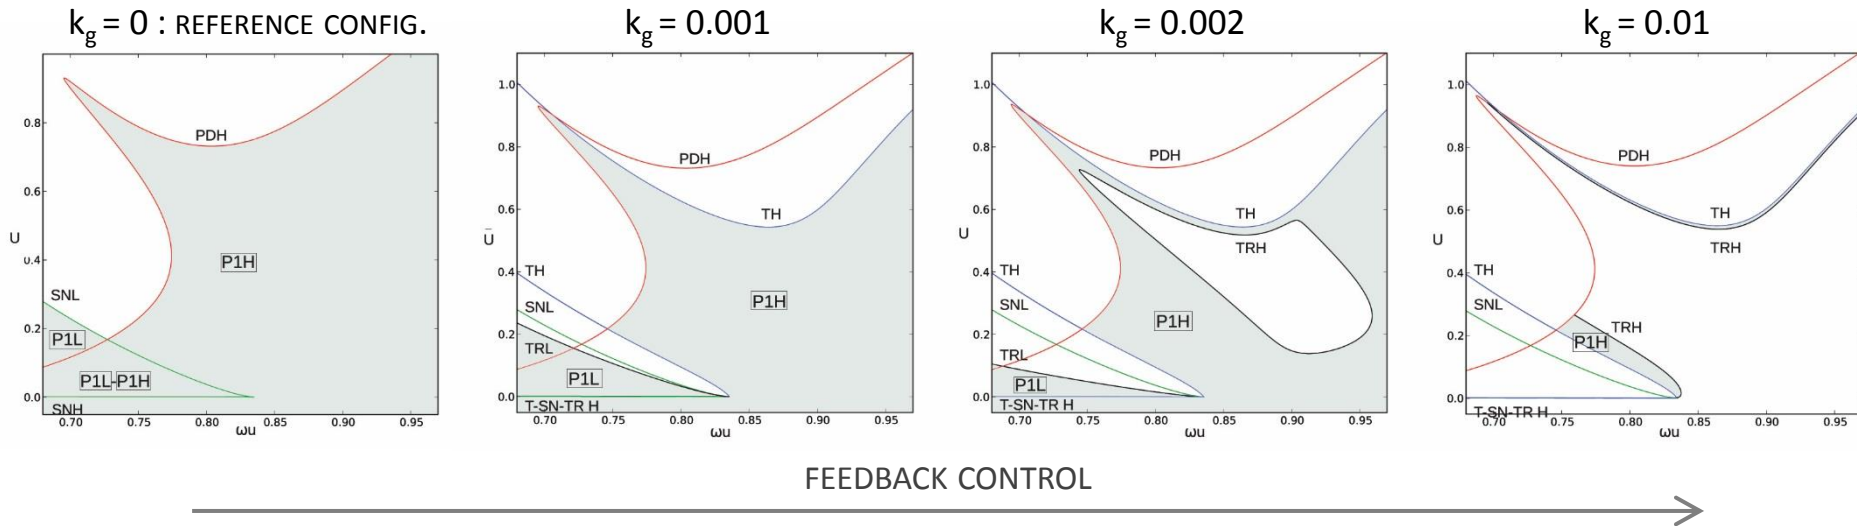 kg = 0 : REFERENCE CONFIG.
0.8
0.6
0.4
0.2
0.0
U
PDH
P1H
SNL
P1L
P1L-P1H
SNH
0.70 0.75 0.80 0.85 0.90 0.95
ωu
kg = 0.001
1.0
0.8
0.6
0.4
0.2
0.0
U
PDH
TH
TH
SNL
P1H
TRL
P1L
T-SN-TR H
0.70 0.75 0.80 0.85 0.90 0.95
ωu
kg = 0.002
1.0
0.8
0.6
0.4
0.2
0.0
U
PDH
TH
TRH
TH
SNL
P1H
TRL
P1L
T-SN-TR H
0.70 0.75 0.80 0.85 0.90 0.95
ωu
kg = 0.01
1.0
0.8
0.6
0.4
0.2
0.0
U
PDH
TH
TRH
TH
SNL
TRH
P1H
T-SN-TR H
0.70 0.75 0.80 0.85 0.90 0.95
ωu
FEEDBACK CONTROL